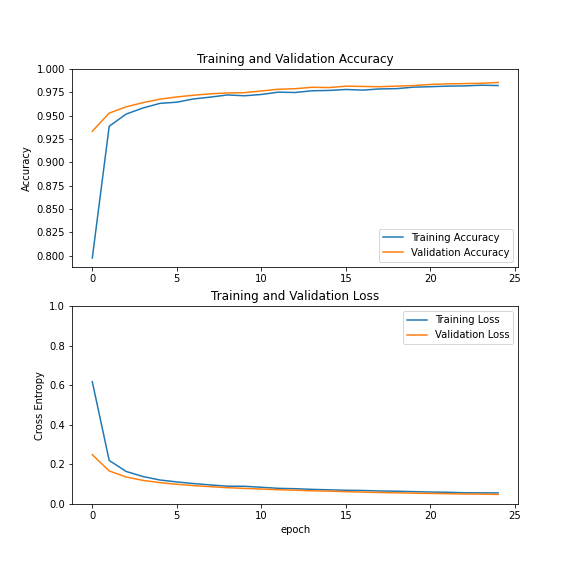 Training and Validation Accuracy
1.000
0.975
0.950
0.925
0.900
0.875
0.850
0.825
0.800
Accuracy
Training Accuracy
Validation Accuracy
0 5 10 15 20 25
Training and Validation Loss
1.0
0.8
0.6
0.4
0.2
0.0
Cross Entropy
Training Loss
Validation Loss
0 5 10 15 20 25
epoch